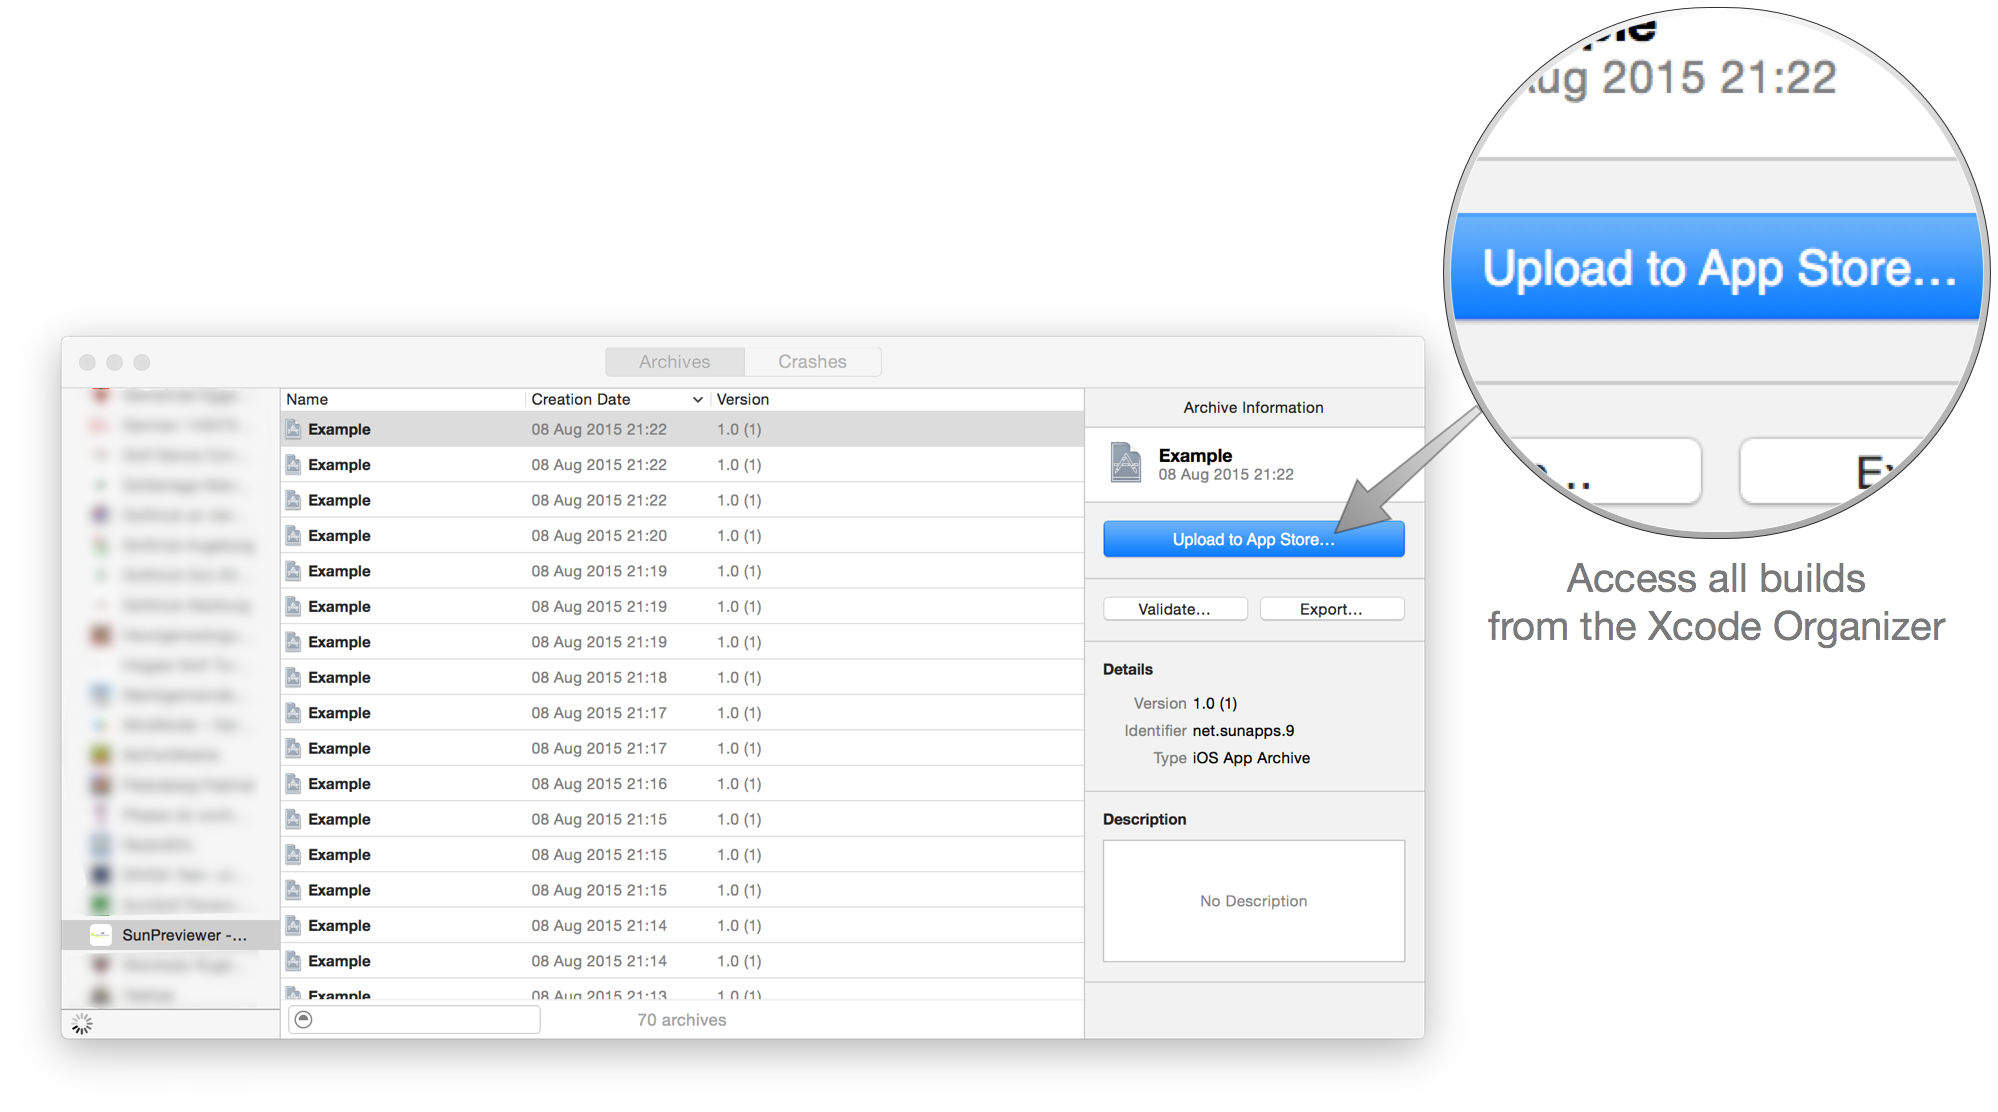 Aug 2015 21:22
Upload to App Store...
Access all builds
from the Xcode Organizer
Archives Crashes
Name Creation Date Version
Example 08 Aug 2015 21:22 1.0 (1)
Example 08 Aug 2015 21:22 1.0 (1)
Example 08 Aug 2015 21:22 1.0 (1)
Example 08 Aug 2015 21:20 1.0 (1)
Example 08 Aug 2015 21:19 1.0 (1)
Example 08 Aug 2015 21:19 1.0 (1)
Example 08 Aug 2015 21:19 1.0 (1)
Example 08 Aug 2015 21:18 1.0 (1)
Example 08 Aug 2015 21:17 1.0 (1)
Example 08 Aug 2015 21:17 1.0 (1)
Example 08 Aug 2015 21:16 1.0 (1)
Example 08 Aug 2015 21:15 1.0 (1)
Example 08 Aug 2015 21:15 1.0 (1)
Example 08 Aug 2015 21:15 1.0 (1)
Example 08 Aug 2015 21:14 1.0 (1)
Example 08 Aug 2015 21:14 1.0 (1)
Example 08 Aug 2015 21:13 1.0 (1)
70 archives
SunPreviewer -...
Archive Information
Example
08 Aug 2015 21:22
Upload to App Store...
Validate... Export...
Details
Version 1.0 (1)
Identifier net.sunapps.9
Type iOS App Archive
Description
No Description